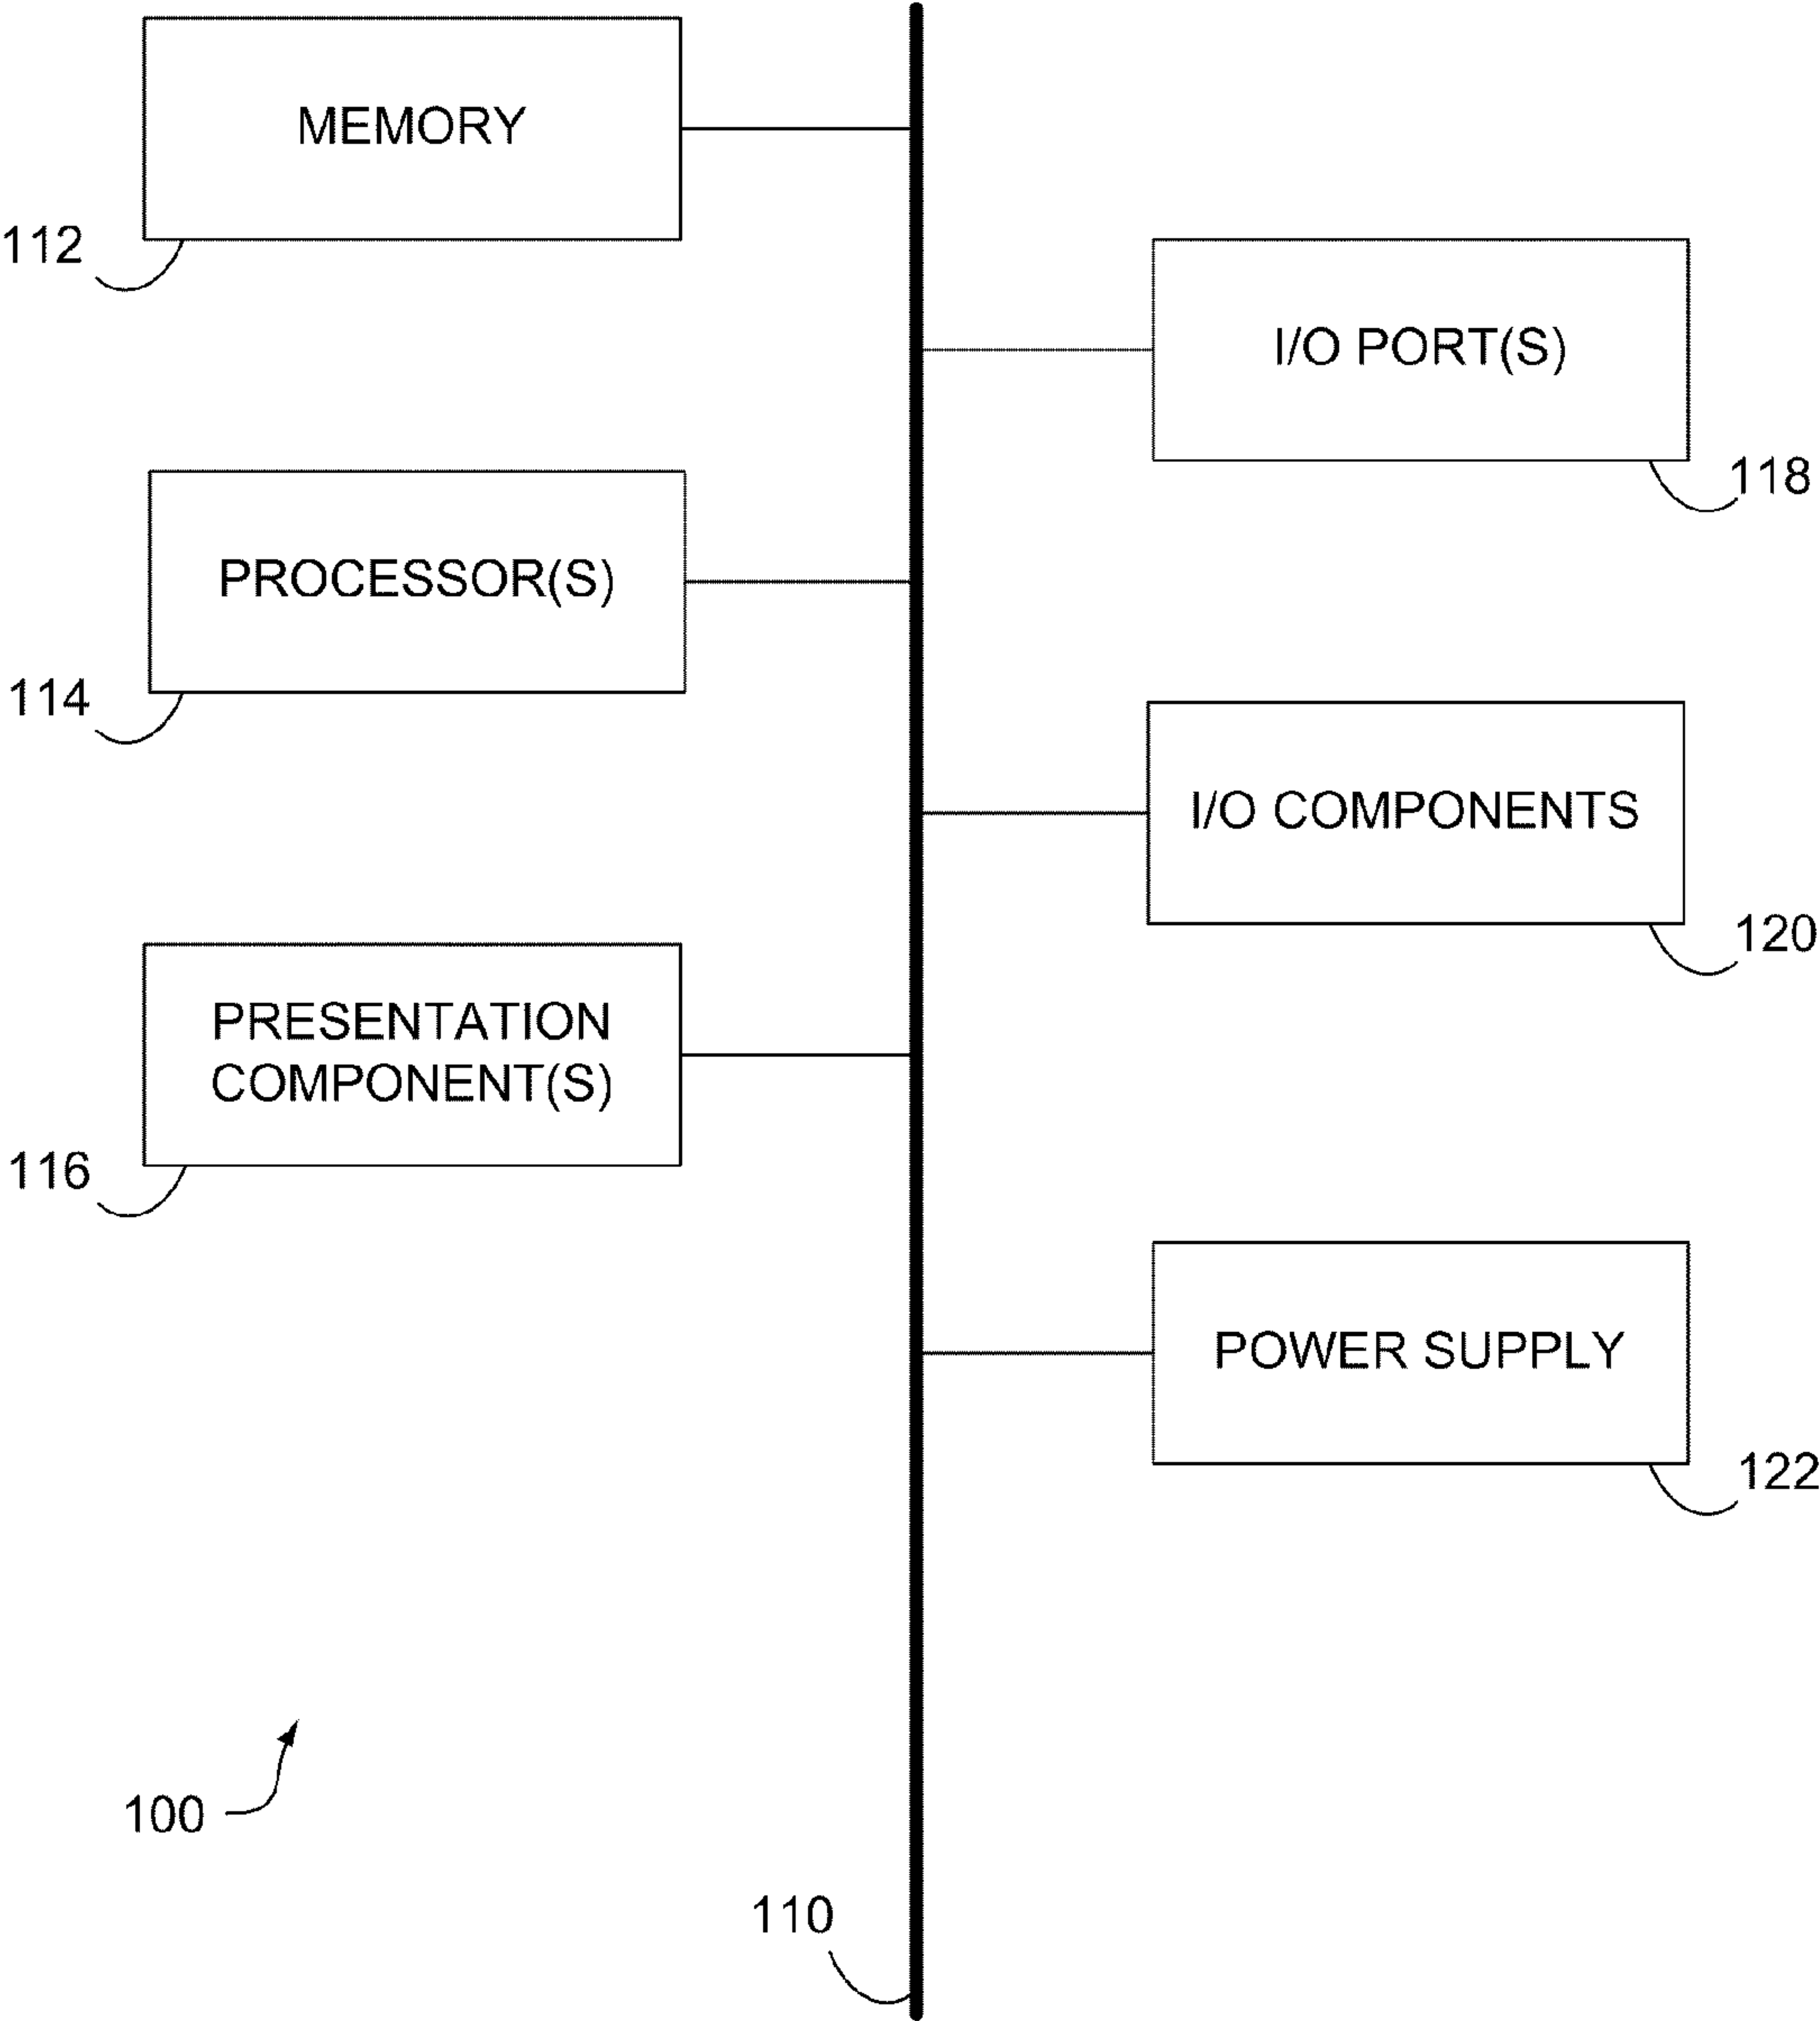 MEMORY
112
I/O PORT(S)
118
PROCESSOR(S)
114
I/O COMPONENTS
120
PRESENTATION
COMPONENT(S)
116
POWER SUPPLY
122
100
110